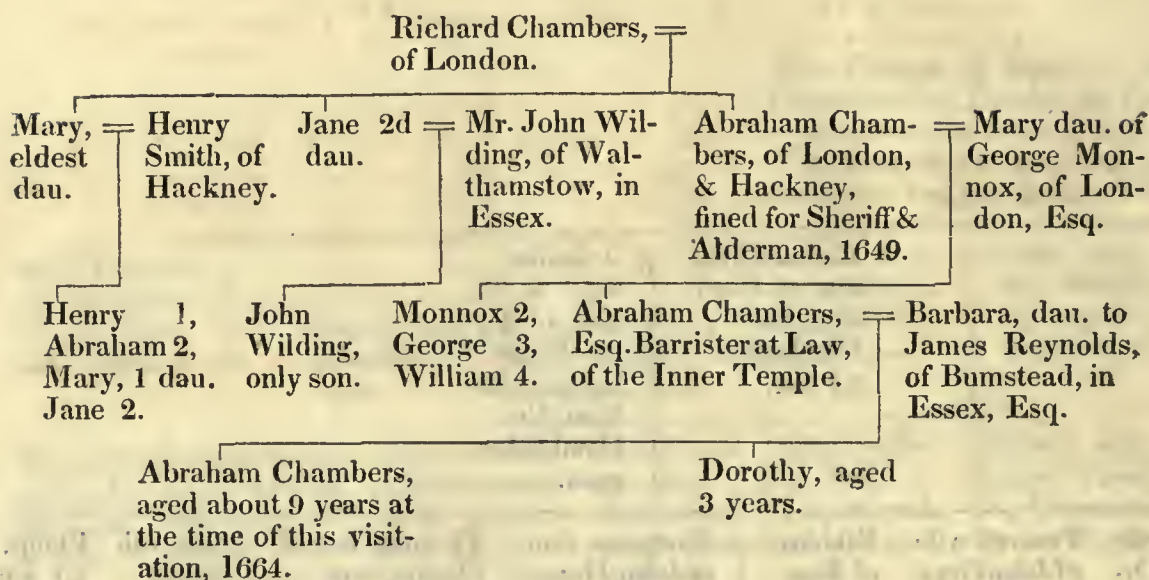 Richard Chambers,
of London.
Mary,
eldest
dau.
Henry
Smith, of
Hackney.
Jane 2d
dau.
Mr. John Wil-
ding, of Wal-
thamstow, in
Essex.
Abraham Cham-
bers, of London,
& Hackney,
fined for Sheriff &
Alderman, 1649.
Mary dau. of
George Mon-
nox, of Lon-
don, Esq.
Henry 1,
Abraham 2,
Mary, 1 dau.
Jane 2.
John
Wilding,
only son.
Monnox 2,
George 3,
William 4.
Abraham Chambers,
Esq. Barrister at Law,
of the Inner Temple.
Barbara, dau. to
James Reynolds,
of Bumstead, in
Essex, Esq.
Abraham Chambers,
aged about 9 years at
the time of this visit-
ation, 1664.
Dorothy, aged
3 years.